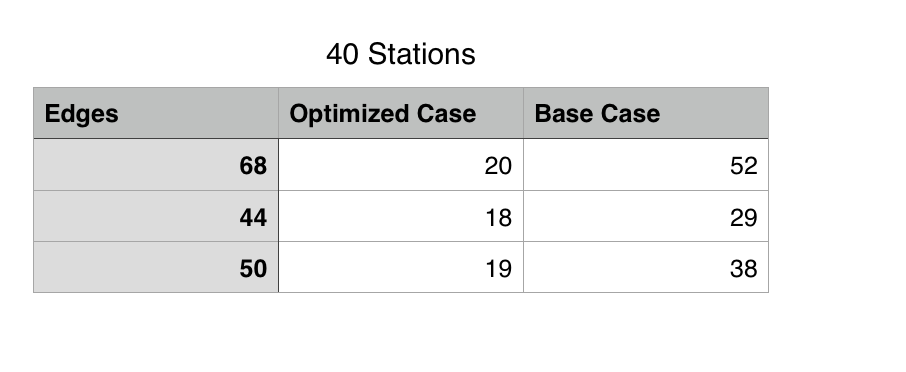 40 Stations
Edges Optimized Case Base Case
68 20 52
44 18 29
50 19 38